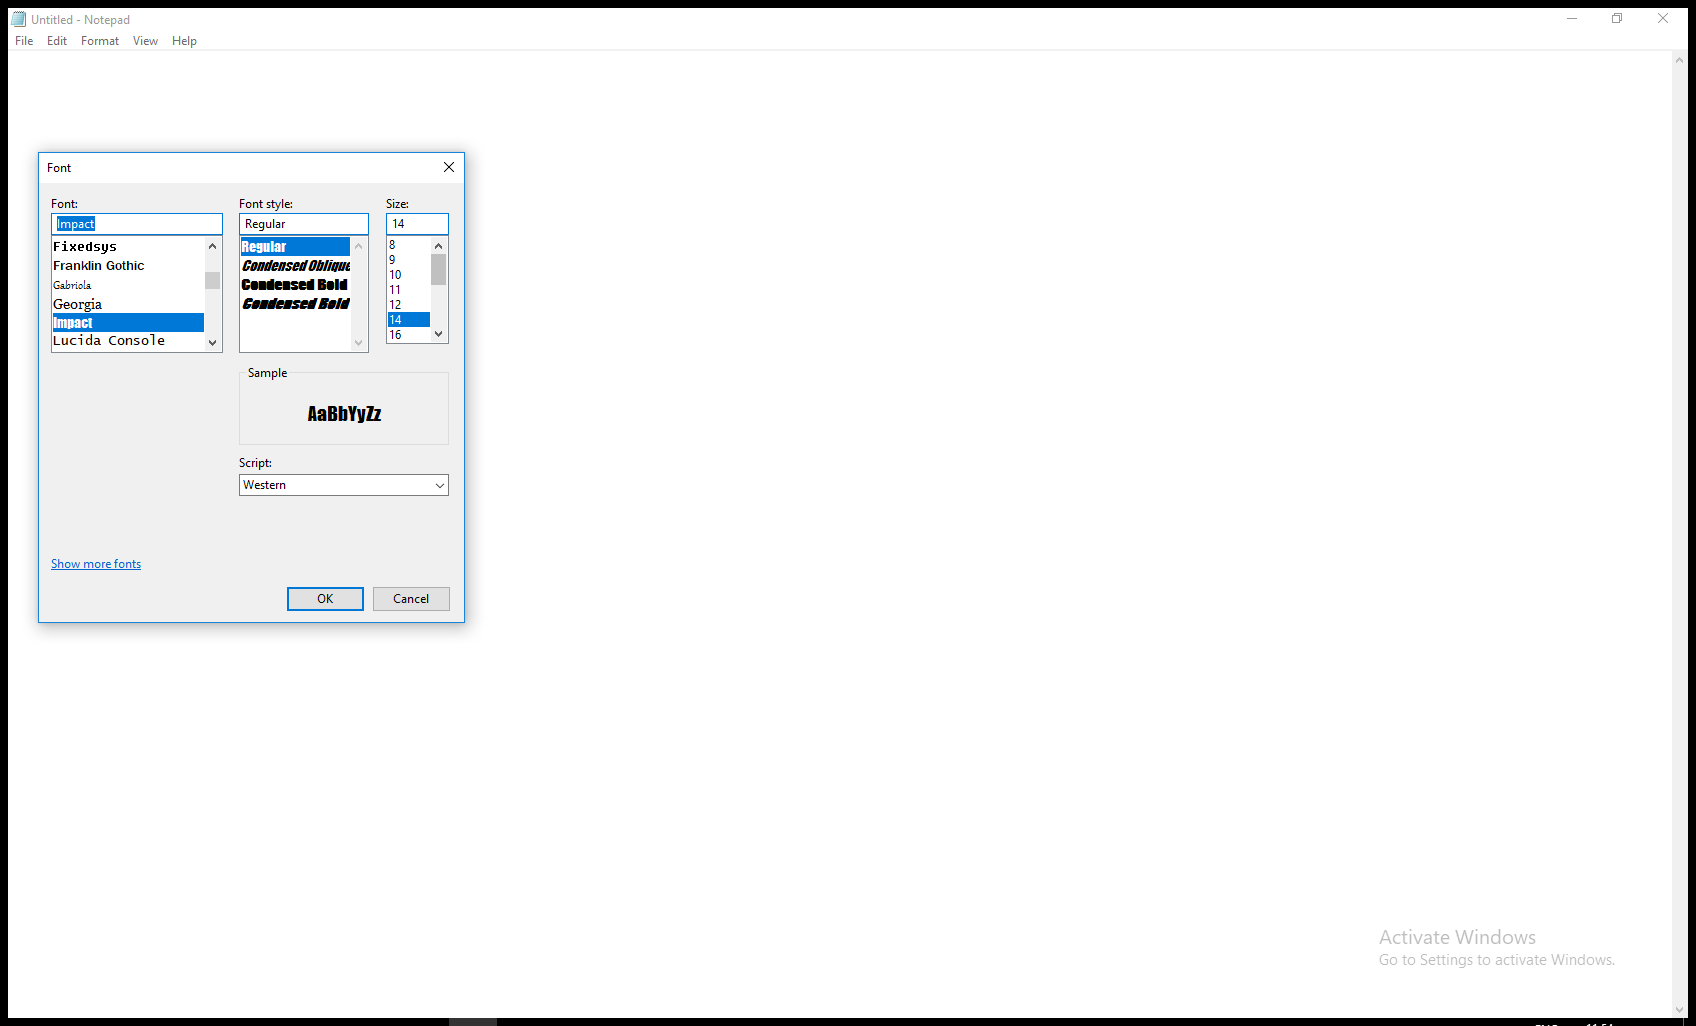 Untitled - Notepad
File Edit Format View Help
Font
Font: Font style: Size:
Impact Regular 14
Fixedsys
Franklin Gothic
Gabriola
Georgia
Impact
Lucida Console
Regular
Condensed Oblique
Condensed Bold
Condensed Bold
8
9
10
11
12
14
16
Sample
AaBbYyZz
Script:
Western
Show more fonts
OK Cancel
Activate Windows
Go to Settings to activate Windows.